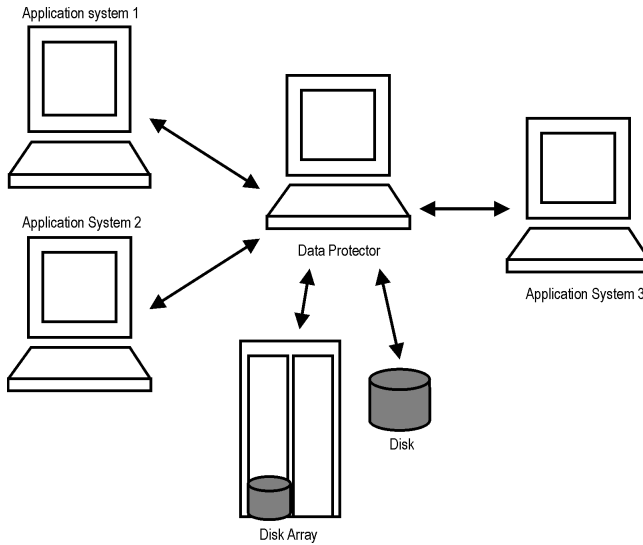 Application system 1
Application System 2
Data Protector
Application System 3
Disk
Disk Array